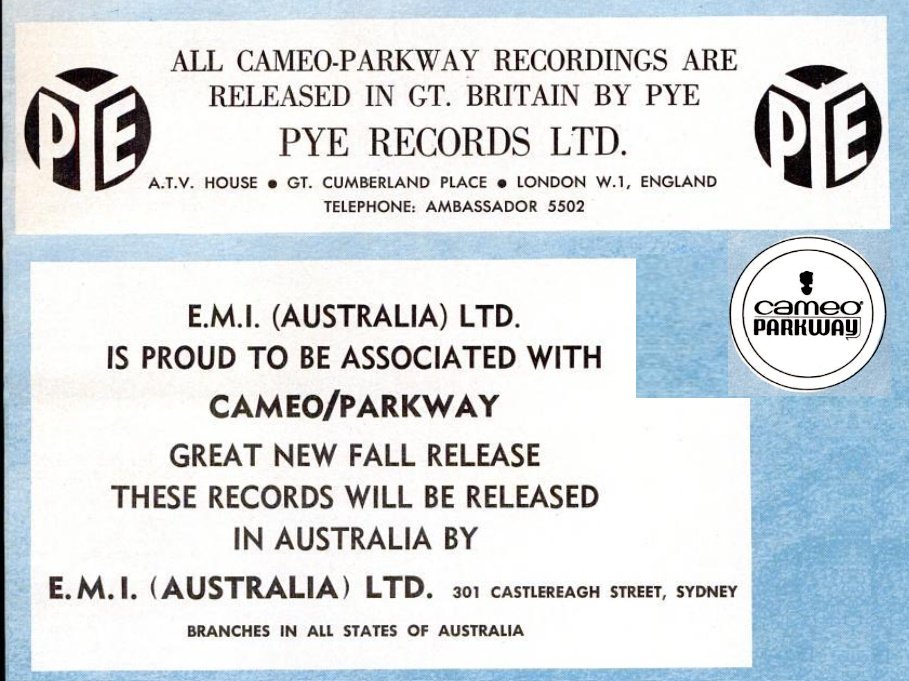 PYE
ALL CAMEO-PARKWAY RECORDINGS ARE
RELEASED IN GT. BRITAIN BY PYE
PYE RECORDS LTD.
A.T.V. HOUSE ● GT. CUMBERLAND PLACE ● LONDON W.1, ENGLAND
TELEPHONE: AMBASSADOR 5502
PYE
cameo
PARKWAY
E.M.I. (AUSTRALIA) LTD.
IS PROUD TO BE ASSOCIATED WITH
CAMEO/PARKWAY
GREAT NEW FALL RELEASE
THESE RECORDS WILL BE RELEASED
IN AUSTRALIA BY
E.M.I. (AUSTRALIA) LTD. 301 CASTLEREAGH STREET, SYDNEY
BRANCHES IN ALL STATES OF AUSTRALIA